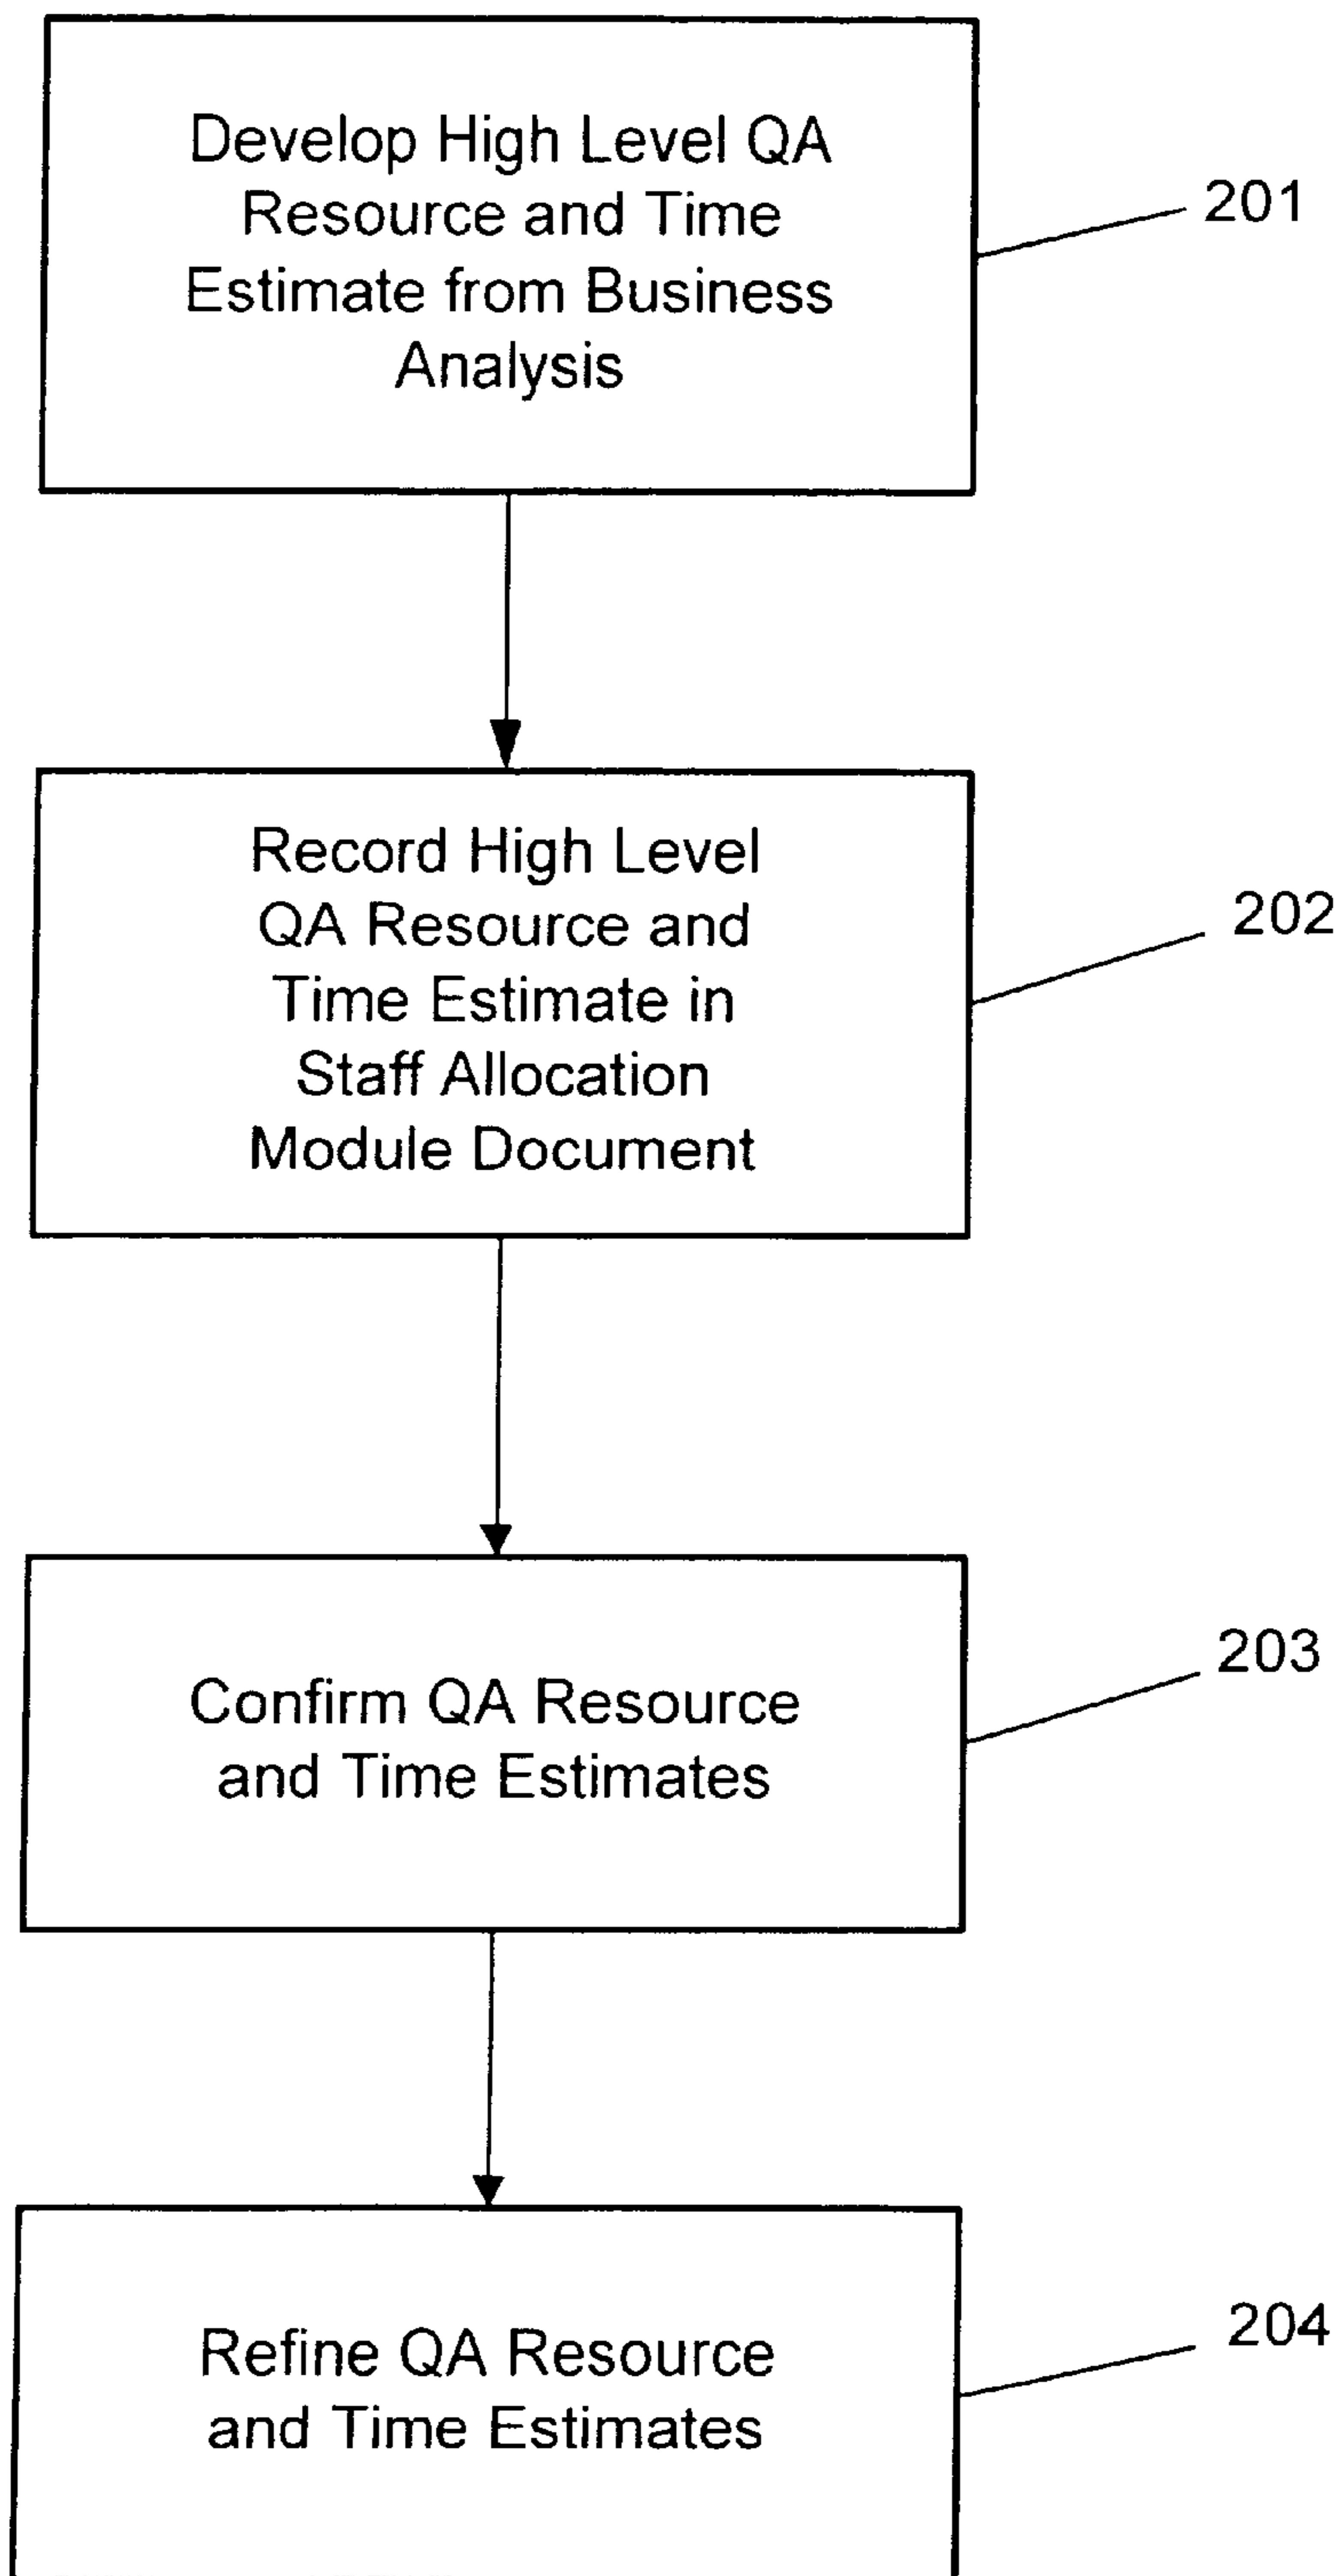 Develop High Level QA
Resource and Time
Estimate from Business
Analysis
201
Record High Level
QA Resource and
Time Estimate in
Staff Allocation
Module Document
202
Confirm QA Resource
and Time Estimates
203
Refine QA Resource
and Time Estimates
204